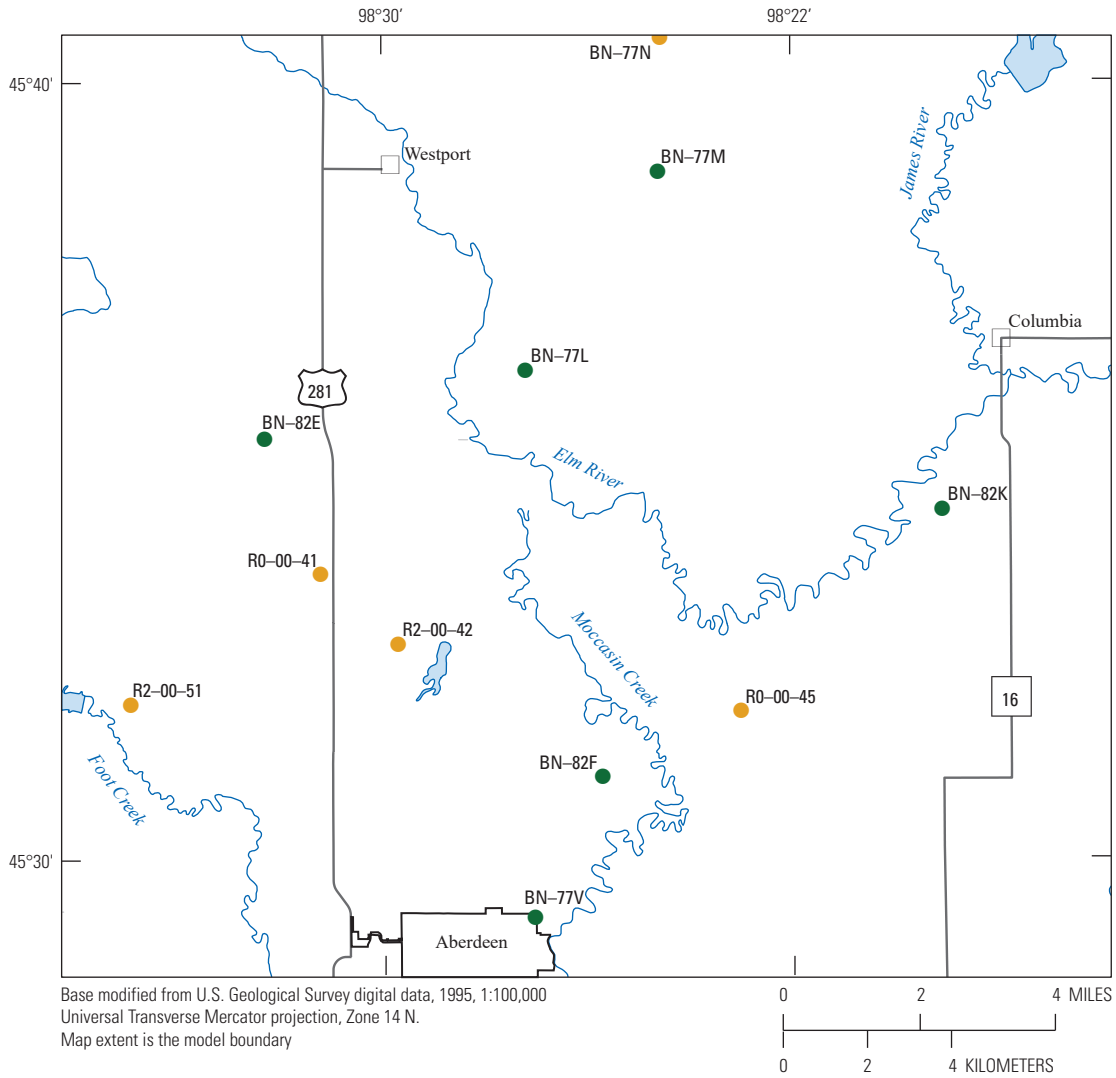 98°30'
98°22'
BN–77N
45°40'
James River
Westport
BN–77M
Columbia
BN–77L
281
BN–82E
Elm River
BN–82K
R0–00–41
Moccasin Creek
R2–00–42
R2–00–51
R0–00–45
16
Foot Creek
BN–82F
45°30'
BN–77V
Aberdeen
Base modified from U.S. Geological Survey digital data, 1995, 1:100,000
Universal Transverse Mercator projection, Zone 14 N.
Map extent is the model boundary
0 2 4 MILES
0 2 4 KILOMETERS